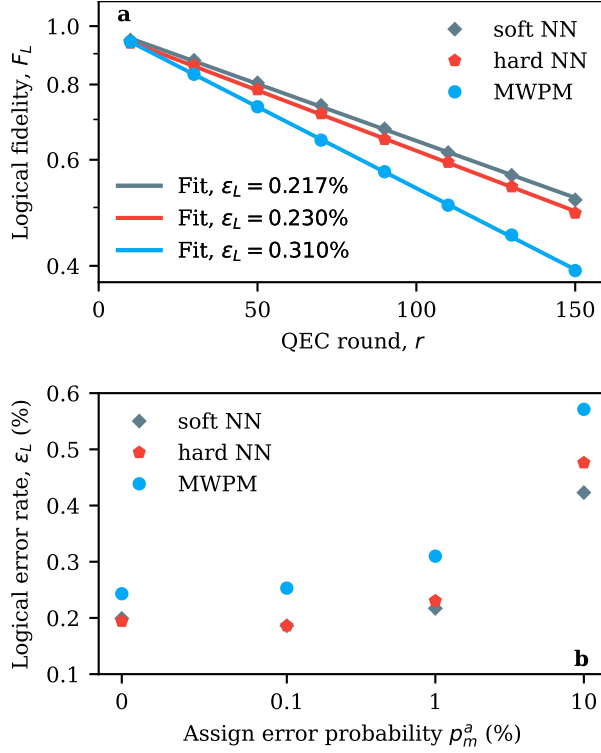 a
1.0
0.8
0.6
0.4
Logical fidelity, F_L
soft NN
hard NN
MWPM
Fit, ε_L = 0.217%
Fit, ε_L = 0.230%
Fit, ε_L = 0.310%
0 50 100 150
QEC round, r
0.6
0.5
0.4
0.3
0.2
0.1
Logical error rate, ε_L (%)
soft NN
hard NN
MWPM
b
0 0.1 1 10
Assign error probability p_m^a (%)